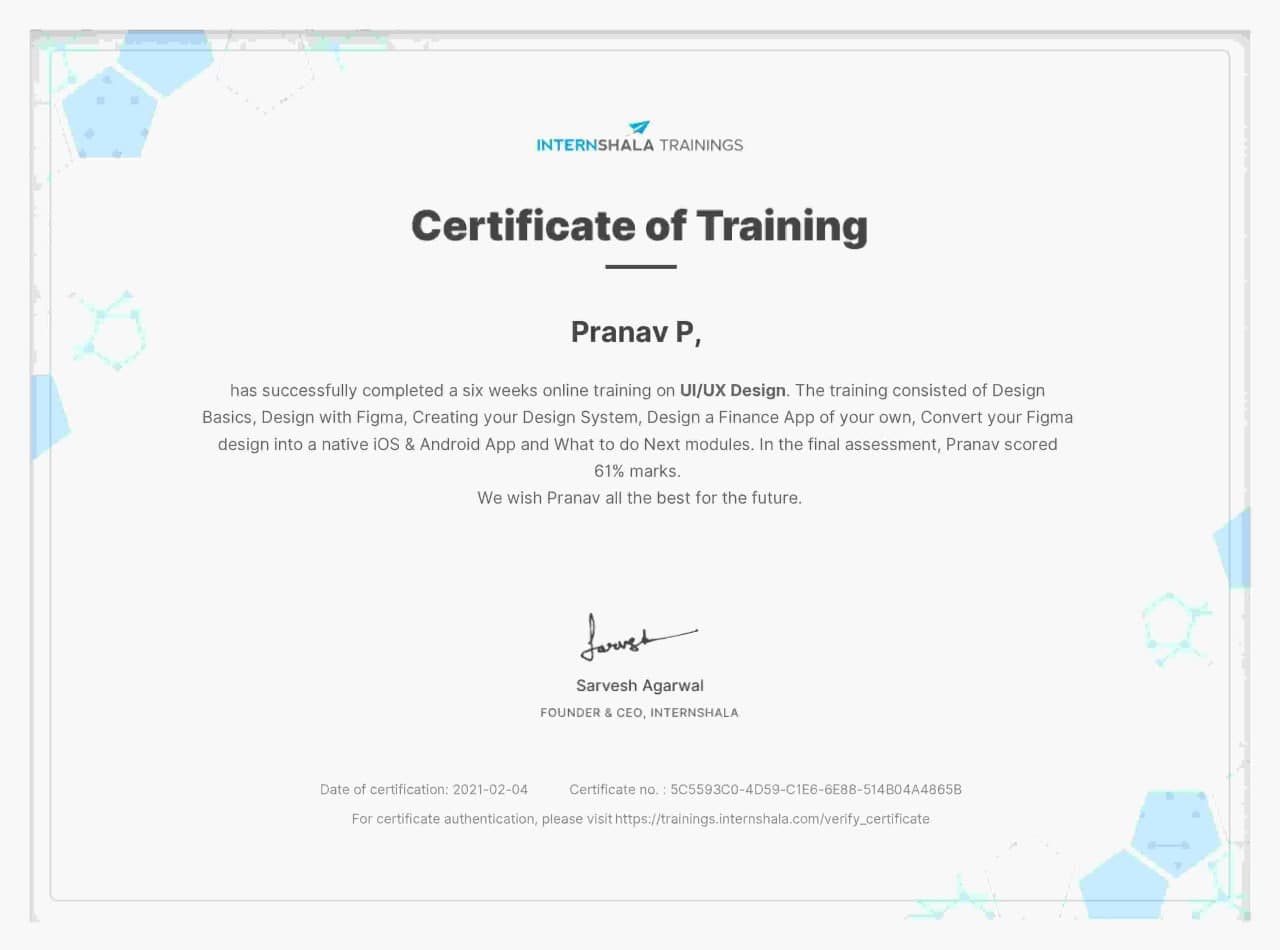 INTERNSHALA TRAININGS
Certificate of Training
Pranav P,
has successfully completed a six weeks online training on UI/UX Design. The training consisted of Design
Basics, Design with Figma, Creating your Design System, Design a Finance App of your own, Convert your Figma
design into a native iOS & Android App and What to do Next modules. In the final assessment, Pranav scored
61% marks.
We wish Pranav all the best for the future.
Sarvesh
Sarvesh Agarwal
FOUNDER & CEO, INTERNSHALA
Date of certification: 2021-02-04 Certificate no. : 5C5593C0-4D59-C1E6-6E88-514B04A4865B
For certificate authentication, please visit https://trainings.internshala.com/verify_certificate